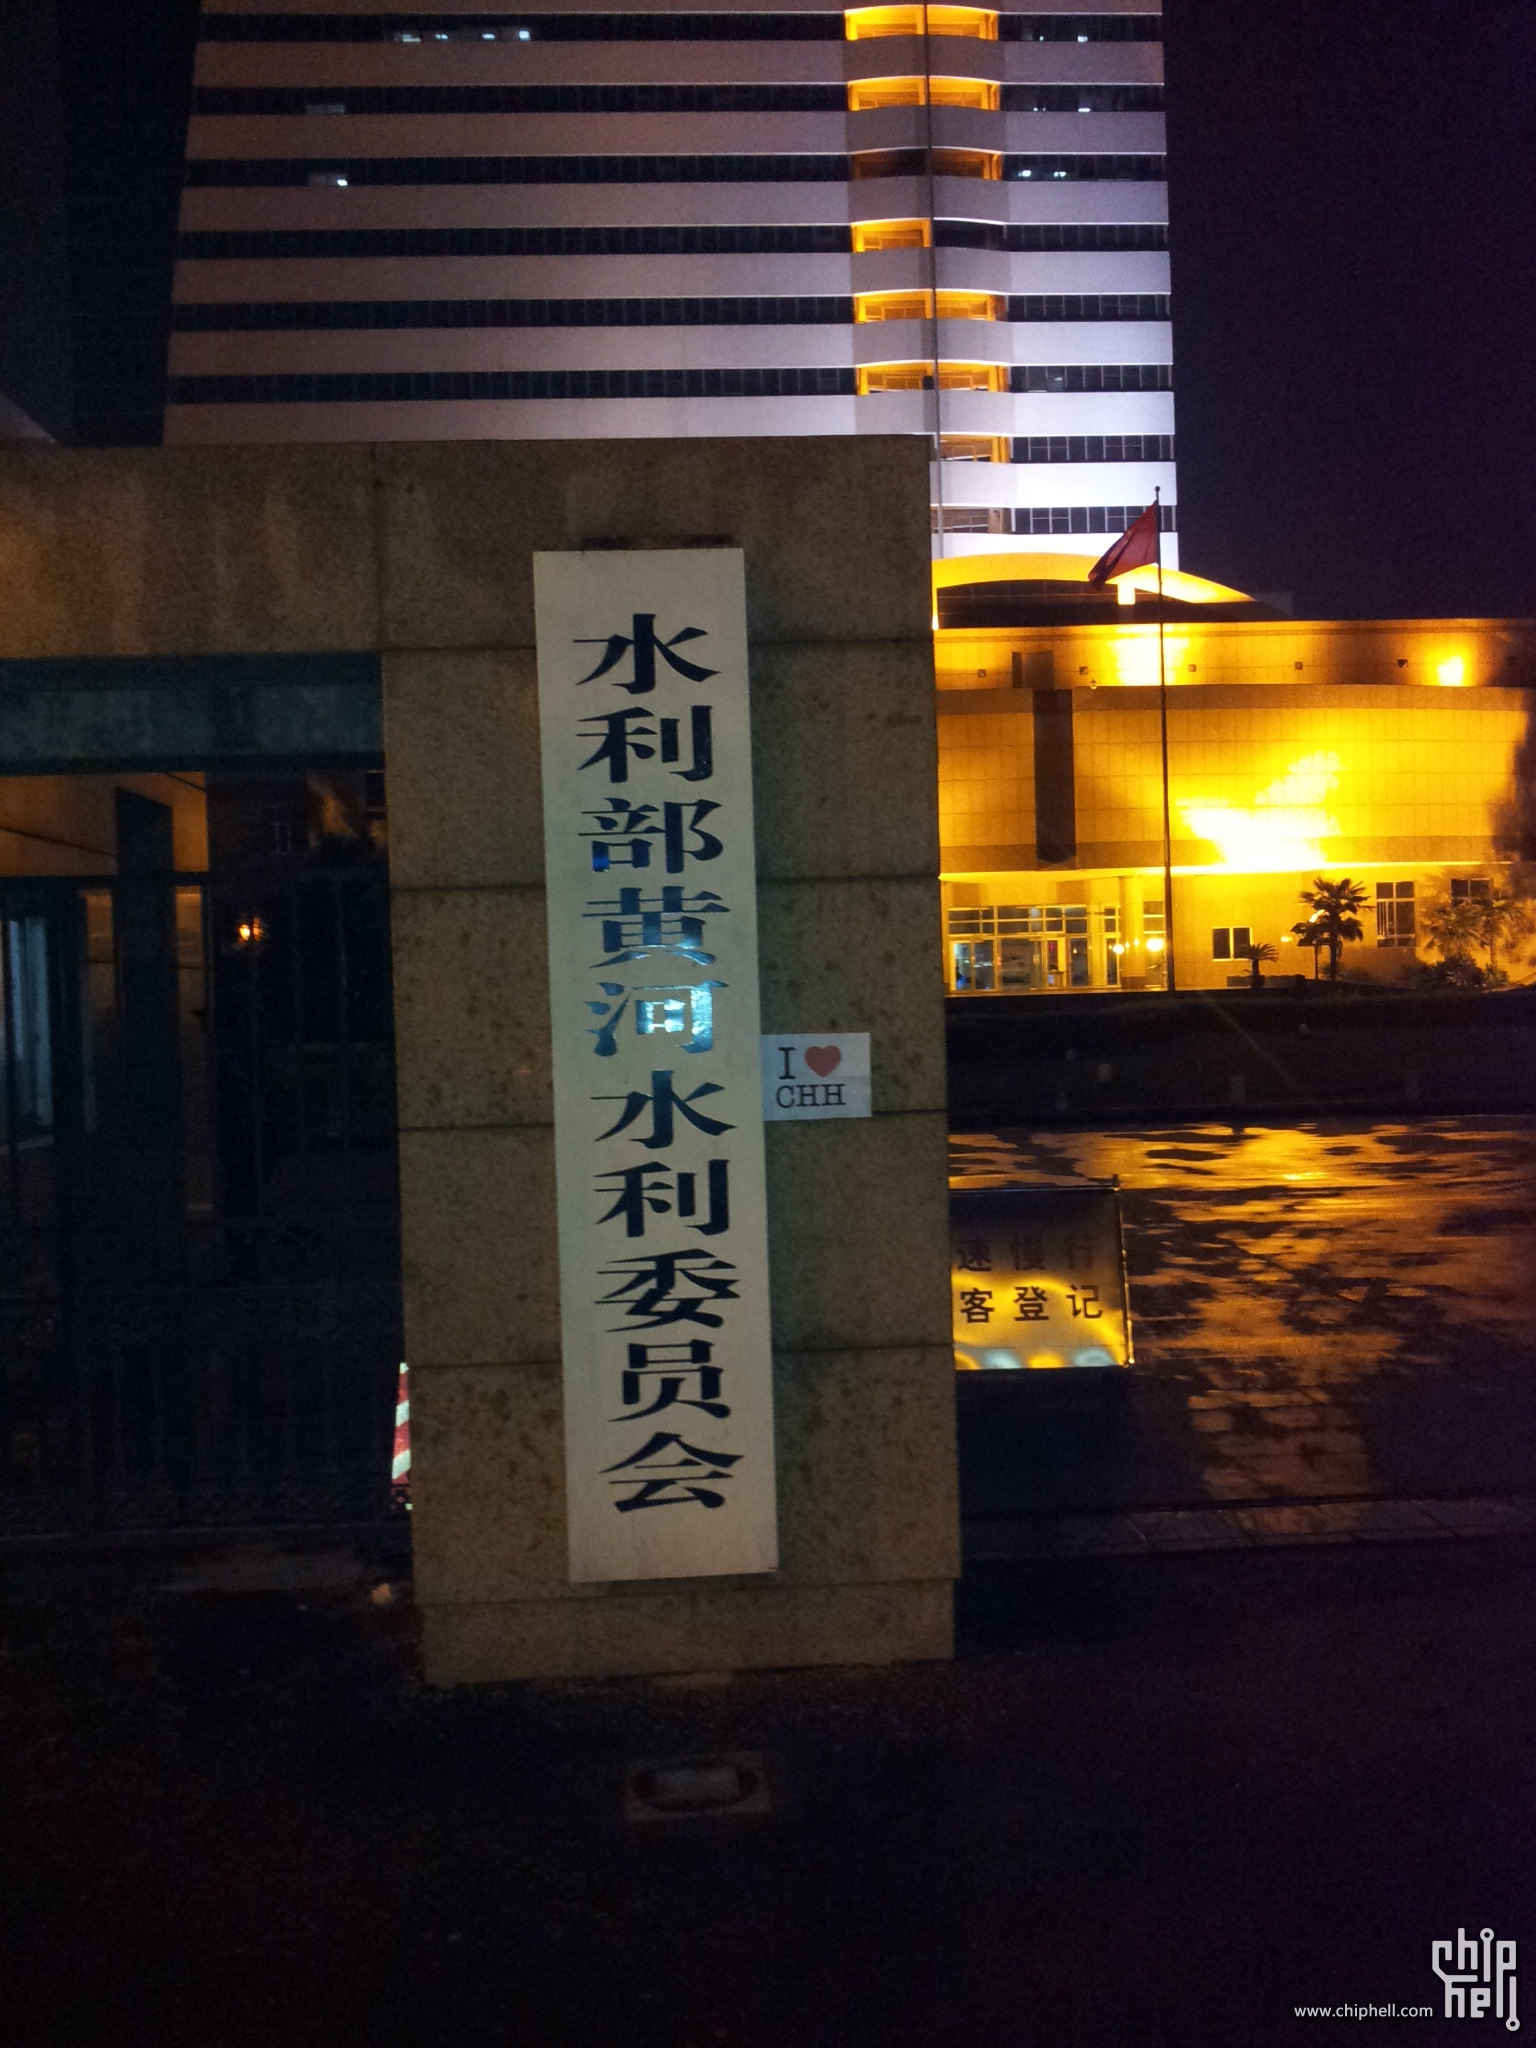 水利部黄河水利委员会
I ❤
CHH
速慢行
客登记
chip
hell
www.chiphell.com